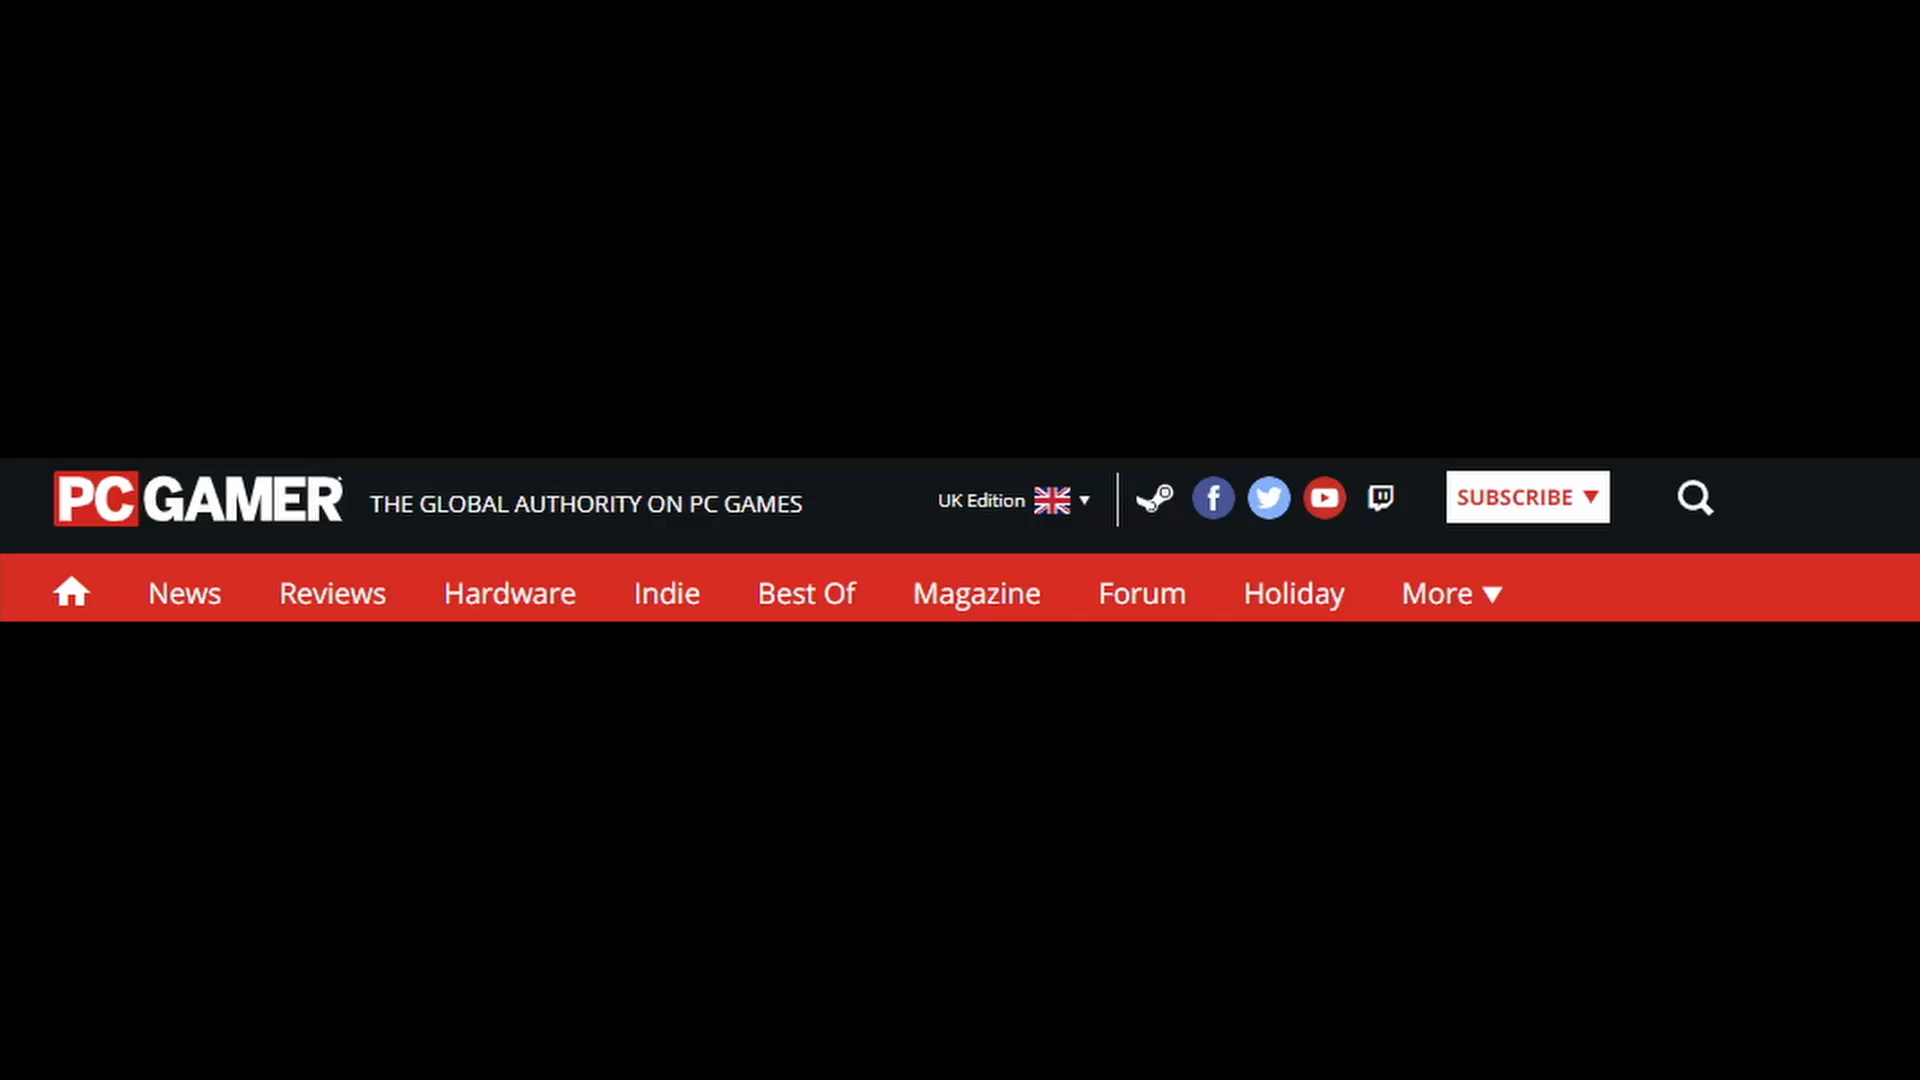 PC GAMER THE GLOBAL AUTHORITY ON PC GAMES UK Edition SUBSCRIBE
News Reviews Hardware Indie Best Of Magazine Forum Holiday More